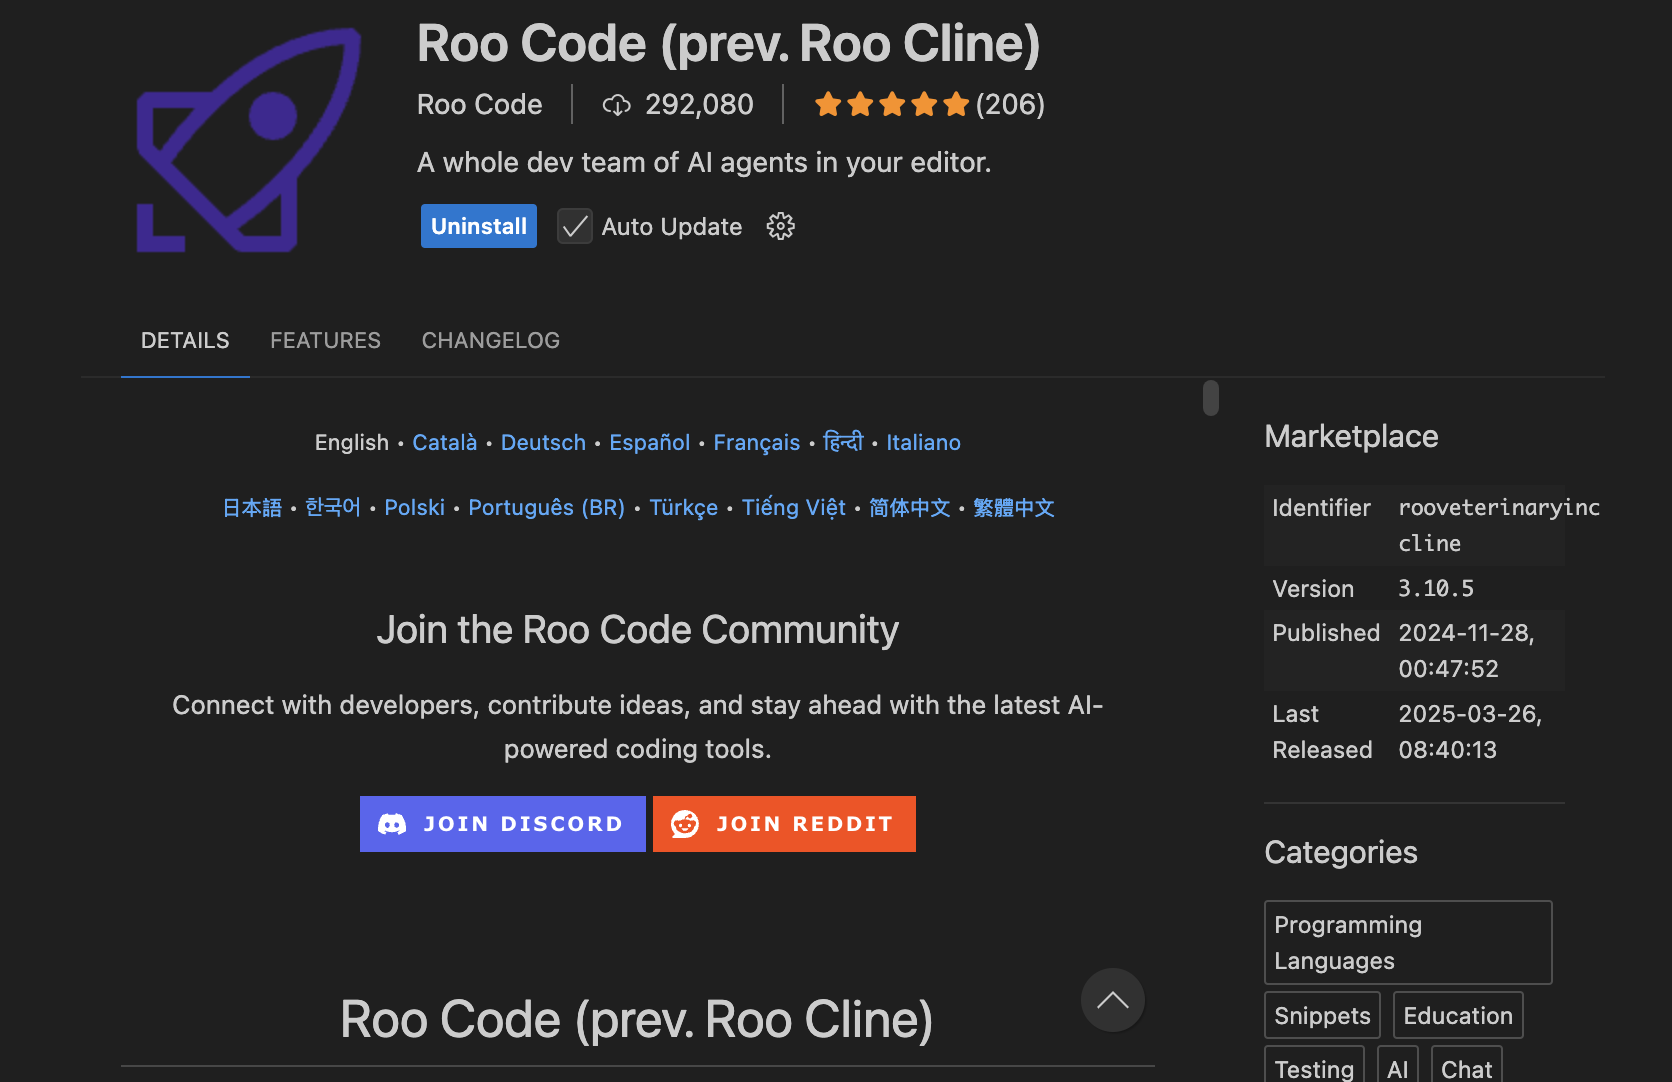 Roo Code (prev. Roo Cline)
Roo Code 292,080 (206)
A whole dev team of AI agents in your editor.
Uninstall Auto Update
DETAILS FEATURES CHANGELOG
English • Català • Deutsch • Español • Français • हिन्दी • Italiano
日本語 • 한국어 • Polski • Português (BR) • Türkçe • Tiếng Việt • 简体中文 • 繁體中文
Join the Roo Code Community
Connect with developers, contribute ideas, and stay ahead with the latest AI-
powered coding tools.
JOIN DISCORD JOIN REDDIT
Roo Code (prev. Roo Cline)
Marketplace
Identifier rooveterinaryinc
cline
Version 3.10.5
Published 2024-11-28,
00:47:52
Last 2025-03-26,
Released 08:40:13
Categories
Programming
Languages
Snippets Education
Testing AI Chat